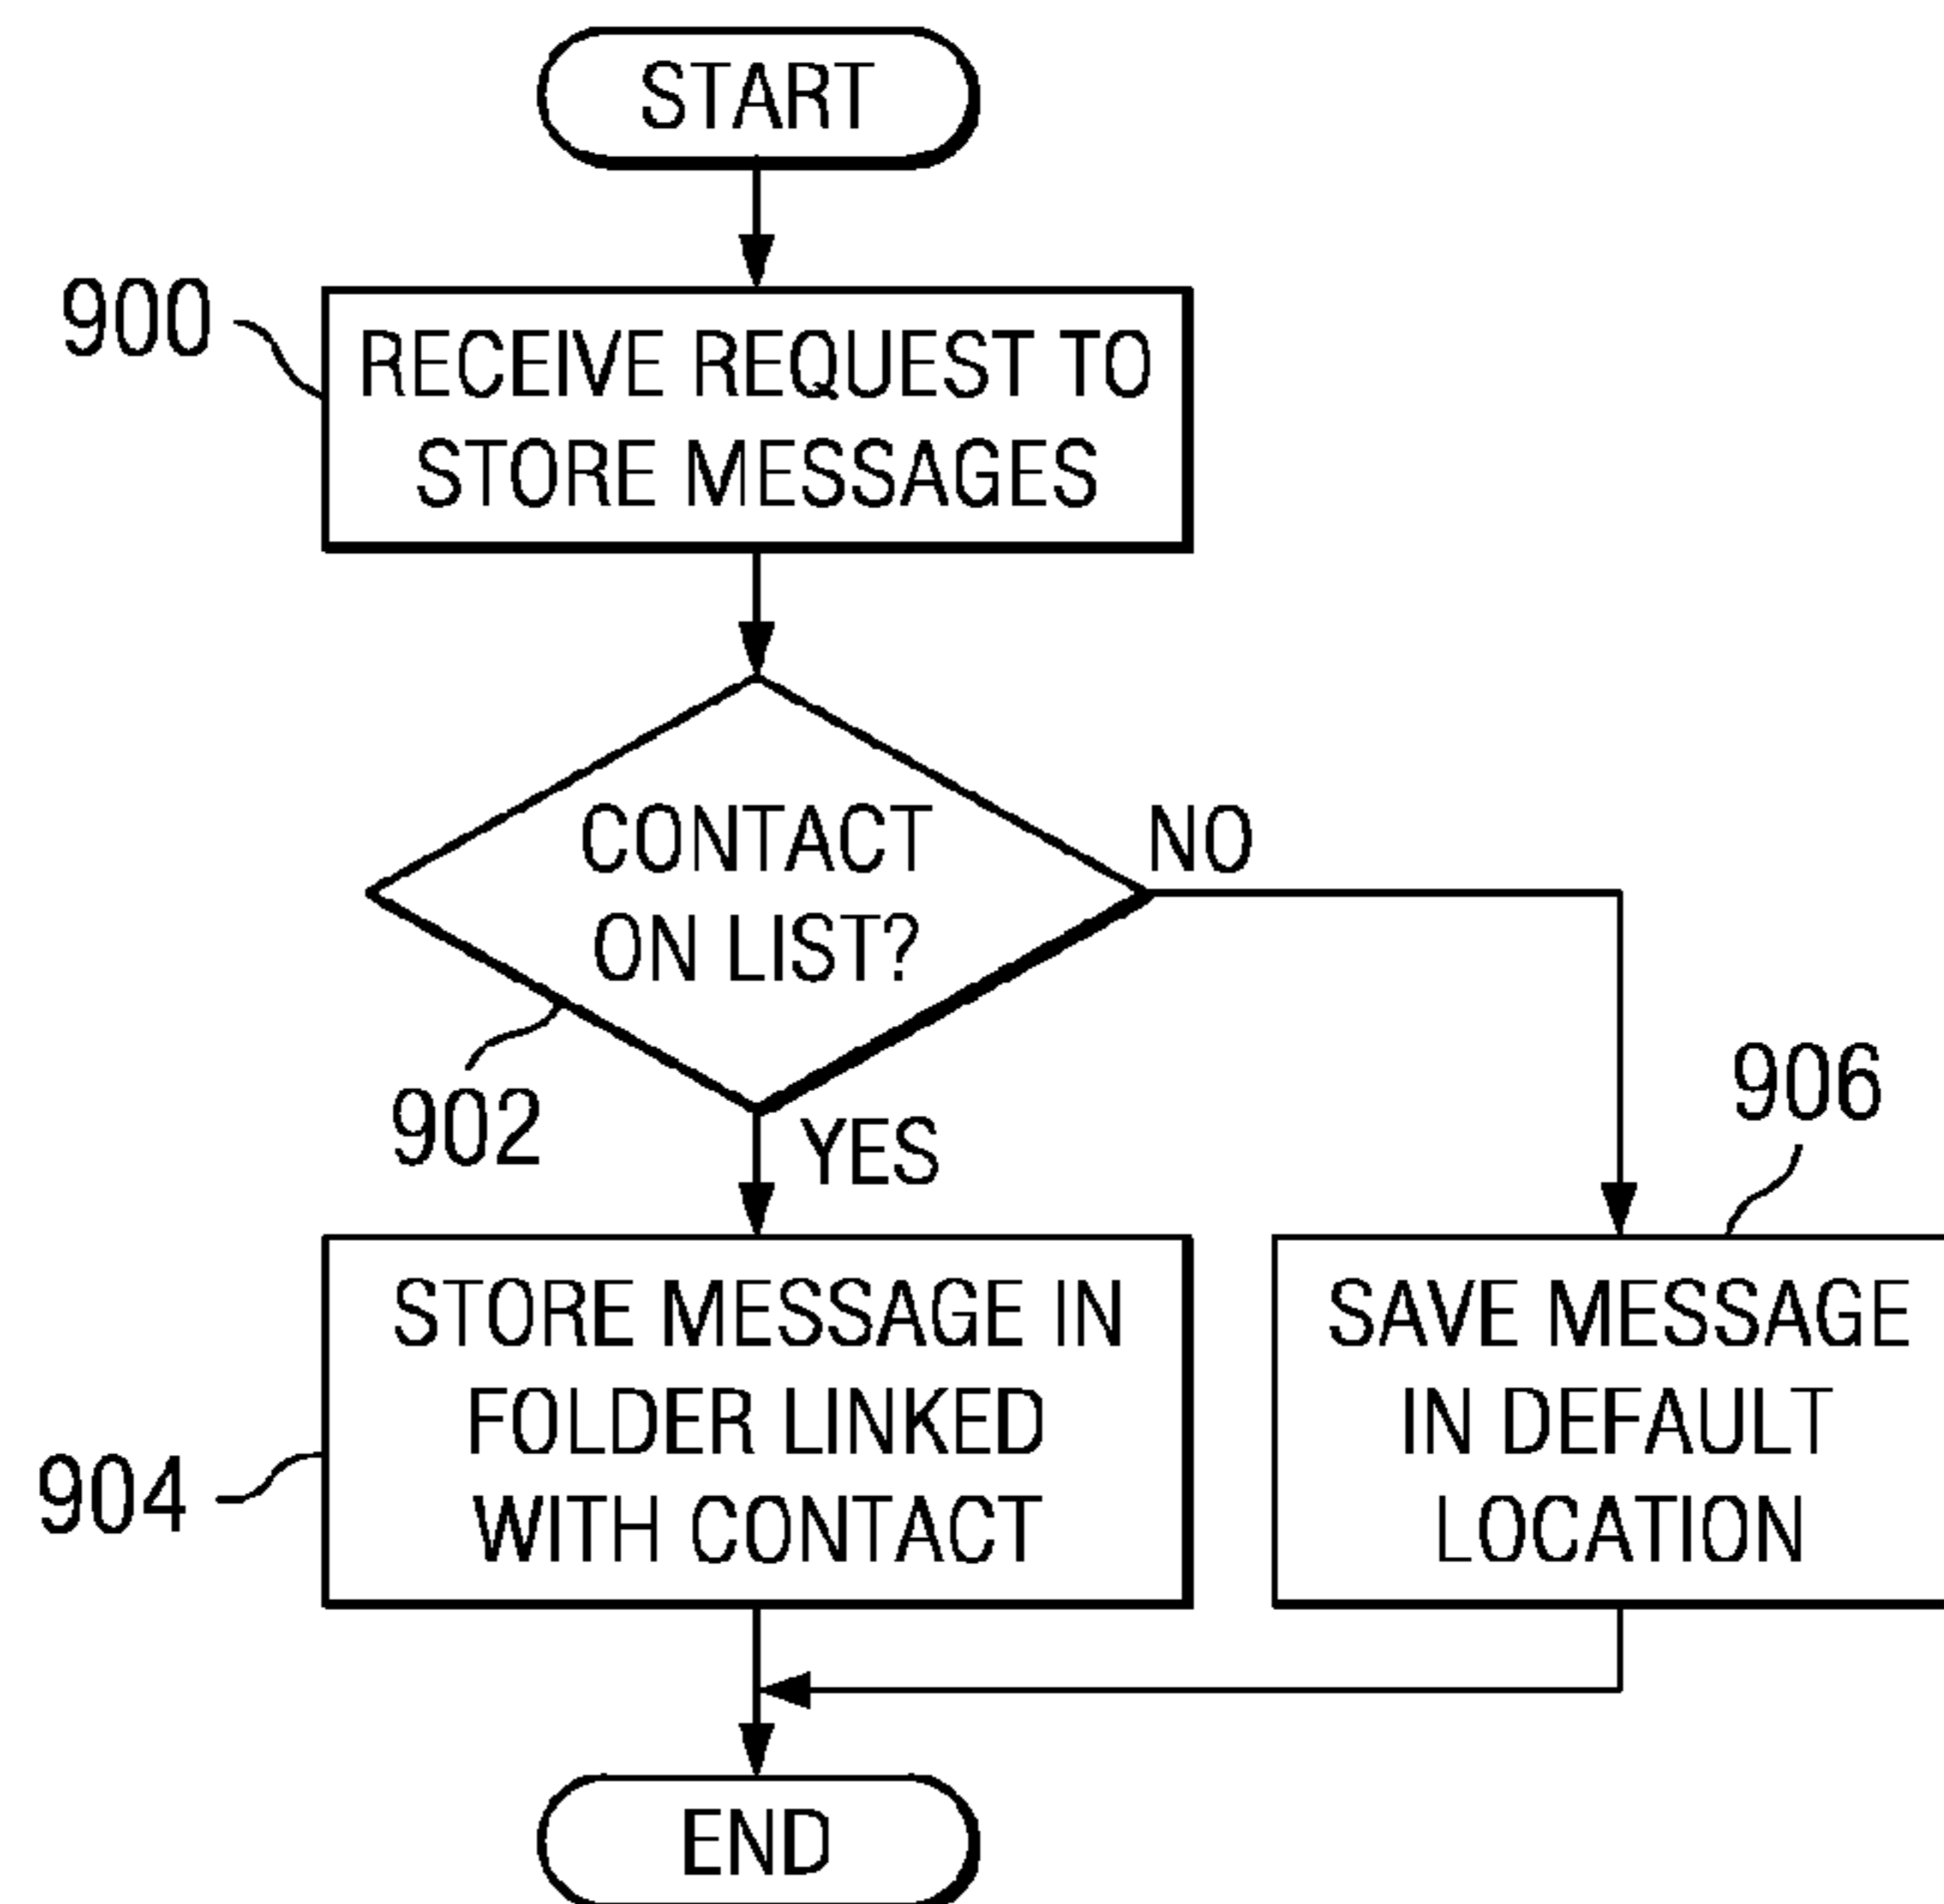 START
900
RECEIVE REQUEST TO
STORE MESSAGES
CONTACT
ON LIST?
NO
902
YES
906
904
STORE MESSAGE IN
FOLDER LINKED
WITH CONTACT
SAVE MESSAGE
IN DEFAULT
LOCATION
END